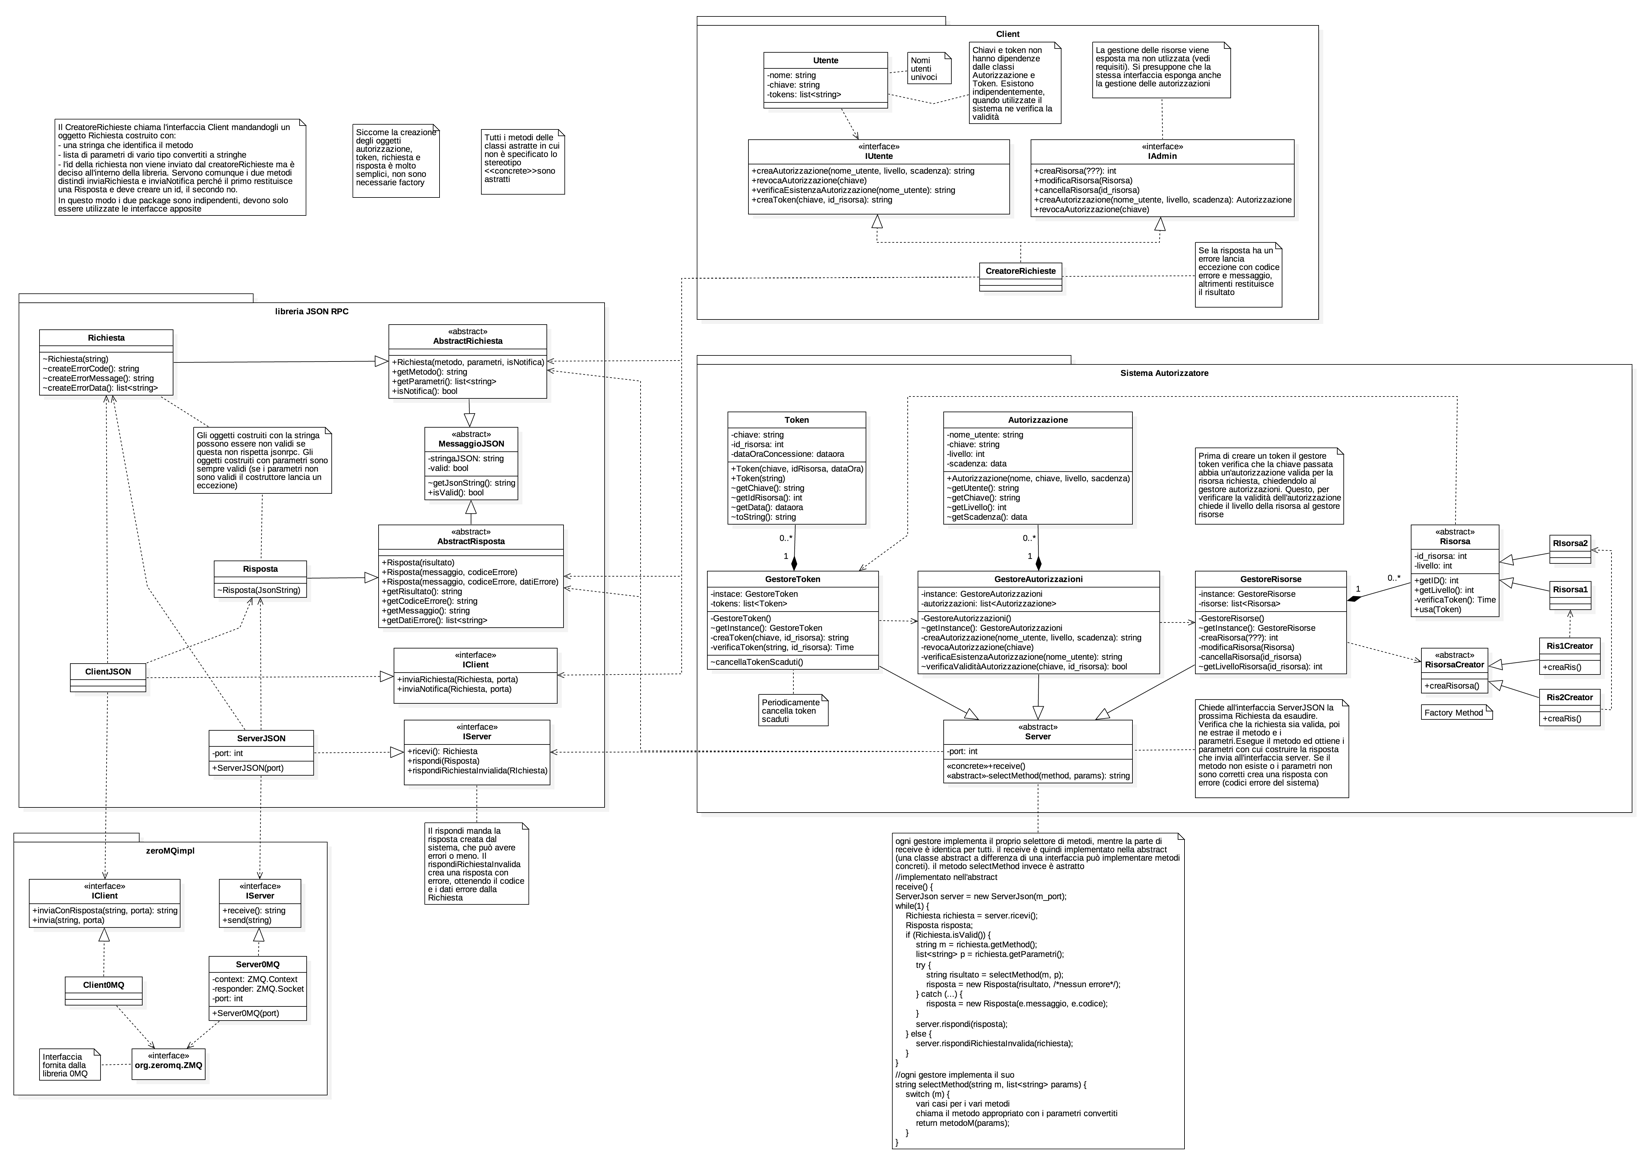 Il CreatoreRichieste chiama l'interfaccia Client mandandogli un
oggetto Richiesta costruito con:
- una stringa che identifica il metodo
- lista di parametri di vario tipo convertiti a stringhe
- l'id della richiesta non viene inviato dal creatoreRichieste ma è
deciso all'interno della libreria. Servono comunque i due metodi
distindi inviaRichiesta e inviaNotifica perché il primo restituisce
una Risposta e deve creare un id, il secondo no.
In questo modo i due package sono indipendenti, devono solo
essere utilizzate le interfacce apposite
Siccome la creazione
degli oggetti
autorizzazione,
token, richiesta e
risposta è molto
semplici, non sono
necessarie factory
Tutti i metodi delle
classi astratte in cui
non è specificato lo
stereotipo
<<concrete>>sono
astratti
Client
Utente
-nome: string
-chiave: string
-tokens: list<string>
Nomi
utenti
univoci
Chiavi e token non
hanno dipendenze
dalle classi
Autorizzazione e
Token. Esistono
indipendentemente,
quando utilizzate il
sistema ne verifica la
validità
La gestione delle risorse viene
esposta ma non utlizzata (vedi
requisiti). Si presuppone che la
stessa interfaccia esponga anche
la gestione delle autorizzazioni
«interface»
IUtente
+creaAutorizzazione(nome_utente, livello, scadenza): string
+revocaAutorizzazione(chiave)
+verificaEsistenzaAutorizzazione(nome_utente): string
+creaToken(chiave, id_risorsa): string
«interface»
IAdmin
+creaRisorsa(???): int
+modificaRisorsa(Risorsa)
+cancellaRisorsa(id_risorsa)
+creaAutorizzazione(nome_utente, livello, scadenza): Autorizzazione
+revocaAutorizzazione(chiave)
CreatoreRichieste
Se la risposta ha un
errore lancia
eccezione con codice
errore e messaggio,
altrimenti restituisce
il risultato
libreria JSON RPC
Richiesta
~Richiesta(string)
~createErrorCode(): string
~createErrorMessage(): string
~createErrorData(): list<string>
«abstract»
AbstractRichiesta
+Richiesta(metodo, parametri, isNotifica)
+getMetodo(): string
+getParametri(): list<string>
+isNotifica(): bool
Gli oggetti costruiti con la stringa
possono essere non validi se
questa non rispetta jsonrpc. Gli
oggetti costruiti con parametri sono
sempre validi (se i parametri non
sono validi il costruttore lancia un
eccezione)
«abstract»
MessaggioJSON
-stringaJSON: string
-valid: bool
~getJsonString(): string
+isValid(): bool
«abstract»
AbstractRisposta
+Risposta(risultato)
+Risposta(messaggio, codiceErrore)
+Risposta(messaggio, codiceErrore, datiErrore)
+getRisultato(): string
+getCodiceErrore(): string
+getMessaggio(): string
+getDatiErrore(): list<string>
Risposta
~Risposta(JsonString)
ClientJSON
«interface»
IClient
+inviaRichiesta(Richiesta, porta)
+inviaNotifica(Richiesta, porta)
ServerJSON
-port: int
+ServerJSON(port)
«interface»
IServer
+ricevi(): Richiesta
+rispondi(Risposta)
+rispondiRichiestaInvialida(RIchiesta)
Il rispondi manda la
risposta creata dal
sistema, che può avere
errori o meno. Il
rispondiRichiestaInvalida
crea una risposta con
errore, ottenendo il codice
e i dati errore dalla
Richiesta
zeroMQimpl
«interface»
IClient
+inviaConRisposta(string, porta): string
+invia(string, porta)
«interface»
IServer
+receive(): string
+send(string)
Client0MQ
Server0MQ
-context: ZMQ.Context
-responder: ZMQ.Socket
-port: int
+Server0MQ(port)
Interfaccia
fornita dalla
libreria 0MQ
«interface»
org.zeromq.ZMQ
Sistema Autorizzatore
Token
-chiave: string
-id_risorsa: int
-dataOraConcessione: dataora
+Token(chiave, idRisorsa, dataOra)
+Token(string)
~getChiave(): string
~getIdRisorsa(): int
~getData(): dataora
~toString(): string
Autorizzazione
-nome_utente: string
-chiave: string
-livello: int
-scadenza: data
+Autorizzazione(nome, chiave, livello, sacdenza)
~getUtente(): string
~getChiave(): string
~getLivello(): int
~getScadenza(): data
Prima di creare un token il gestore
token verifica che la chiave passata
abbia un'autorizzazione valida per la
risorsa richiesta, chiedendolo al
gestore autorizzazioni. Questo, per
verificare la validità dell'autorizzazione
chiede il livello della risorsa al gestore
risorse
0..*
1
0..*
1
GestoreToken
-instace: GestoreToken
-tokens: list<Token>
-GestoreToken()
~getInstance(): GestoreToken
-creaToken(chiave, id_risorsa): string
-verificaToken(string, id_risorsa): Time
~cancellaTokenScaduti()
GestoreAutorizzazioni
-instance: GestoreAutorizzazioni
-autorizzazioni: list<Autorizzazione>
-GestoreAutorizzazioni()
~getInstance(): GestoreAutorizzazioni
-creaAutorizzazione(nome_utente, livello, scadenza): string
-revocaAutorizzazione(chiave)
-verificaEsistenzaAutorizzazione(nome_utente): string
~verificaValiditàAutorizzazione(chiave, id_risorsa): bool
GestoreRisorse
-instance: GestoreRisorse
-risorse: list<Risorsa>
-GestoreRisorse()
~getInstance(): GestoreRisorse
-creaRisorsa(???): int
-modificaRisorsa(Risorsa)
-cancellaRisorsa(id_risorsa)
~getLivelloRisorsa(id_risorsa): int
1
0..*
«abstract»
Risorsa
-id_risorsa: int
-livello: int
+getID(): int
+getLivello(): int
-verificaToken(): Time
+usa(Token)
RIsorsa2
Risorsa1
Ris1Creator
+creaRis()
«abstract»
RisorsaCreator
+creaRisorsa()
Ris2Creator
+creaRis()
Factory Method
Periodicamente
cancella token
scaduti
«abstract»
Server
-port: int
«concrete»+receive()
«abstract»-selectMethod(method, params): string
Chiede all'interfaccia ServerJSON la
prossima Richiesta da esaudire.
Verifica che la richiesta sia valida, poi
ne estrae il metodo e i
parametri.Esegue il metodo ed ottiene i
parametri con cui costruire la risposta
che invia all'interfaccia server. Se il
metodo non esiste o i parametri non
sono corretti crea una risposta con
errore (codici errore del sistema)
ogni gestore implementa il proprio selettore di metodi, mentre la parte di
receive è identica per tutti. il receive è quindi implementato nella abstract
(una classe abstract a differenza di una interfaccia può implementare metodi
concreti). il metodo selectMethod invece è astratto
//implementato nell'abstract
receive() {
ServerJson server = new ServerJson(m_port);
while(1) {
Richiesta richiesta = server.ricevi();
Risposta risposta;
if (Richiesta.isValid()) {
string m = richiesta.getMethod();
list<string> p = richiesta.getParametri();
try {
string risultato = selectMethod(m, p);
risposta = new Risposta(risultato, /*nessun errore*/);
} catch (...) {
risposta = new Risposta(e.messaggio, e.codice);
}
server.rispondi(risposta);
} else {
server.rispondiRichiestaInvalida(richiesta);
}
}
//ogni gestore implementa il suo
string selectMethod(string m, list<string> params) {
switch (m) {
vari casi per i vari metodi
chiama il metodo appropriato con i parametri convertiti
return metodoM(params);
}
}